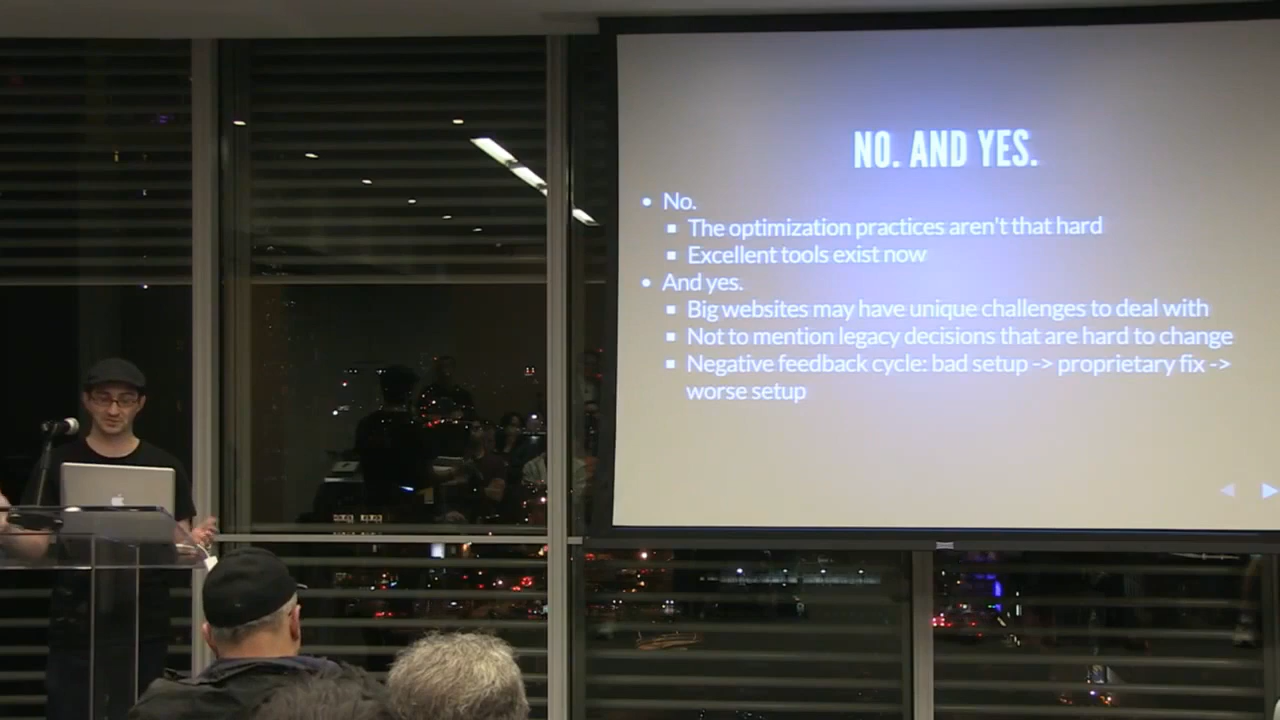 NO. AND YES.
• No.
▪ The optimization practices aren't that hard
▪ Excellent tools exist now
• And yes.
▪ Big websites may have unique challenges to deal with
▪ Not to mention legacy decisions that are hard to change
▪ Negative feedback cycle: bad setup -> proprietary fix ->
worse setup